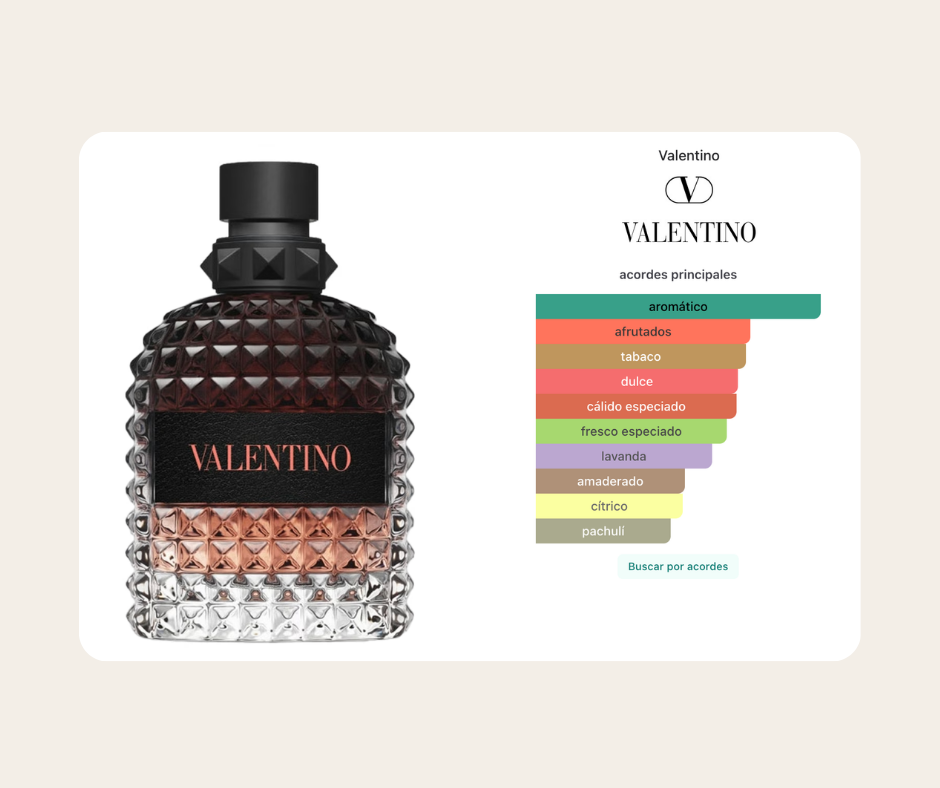 VALENTINO
Valentino
V
VALENTINO
acordes principales
aromático
afrutados
tabaco
dulce
cálido especiado
fresco especiado
lavanda
amaderado
cítrico
pachulí
Buscar por acordes